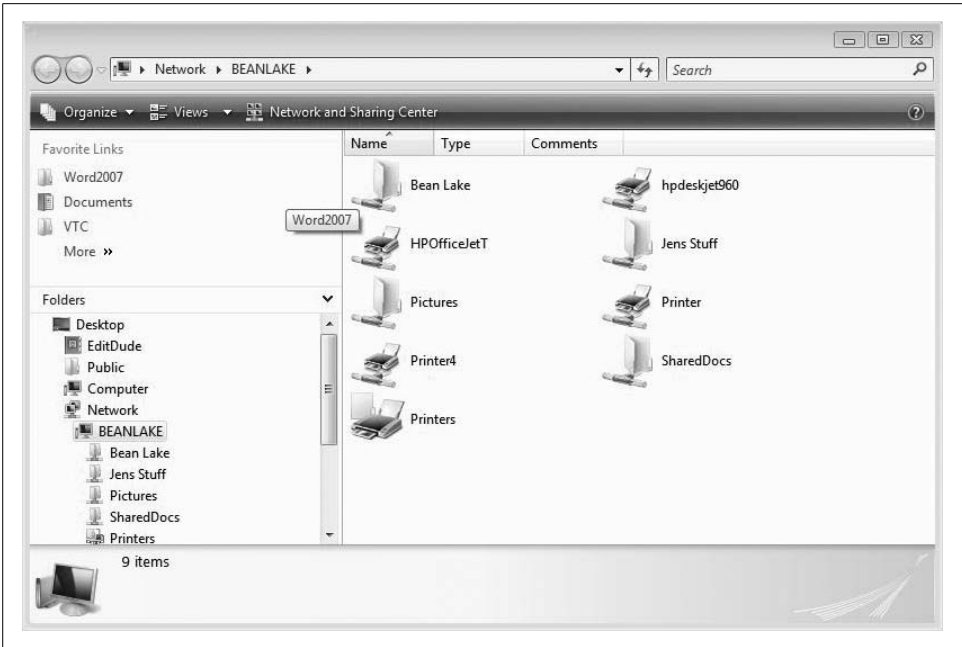 Network BEANLAKE
Search
Organize Views Network and Sharing Center
Favorite Links
Word2007
Documents
VTC
More »
Word2007
Folders
Desktop
EditDude
Public
Computer
Network
BEANLAKE
Bean Lake
Jens Stuff
Pictures
SharedDocs
Printers
Name Type Comments
Bean Lake hpdeskjet960
HPOfficeJetT Jens Stuff
Pictures Printer
Printer4 SharedDocs
Printers
9 items